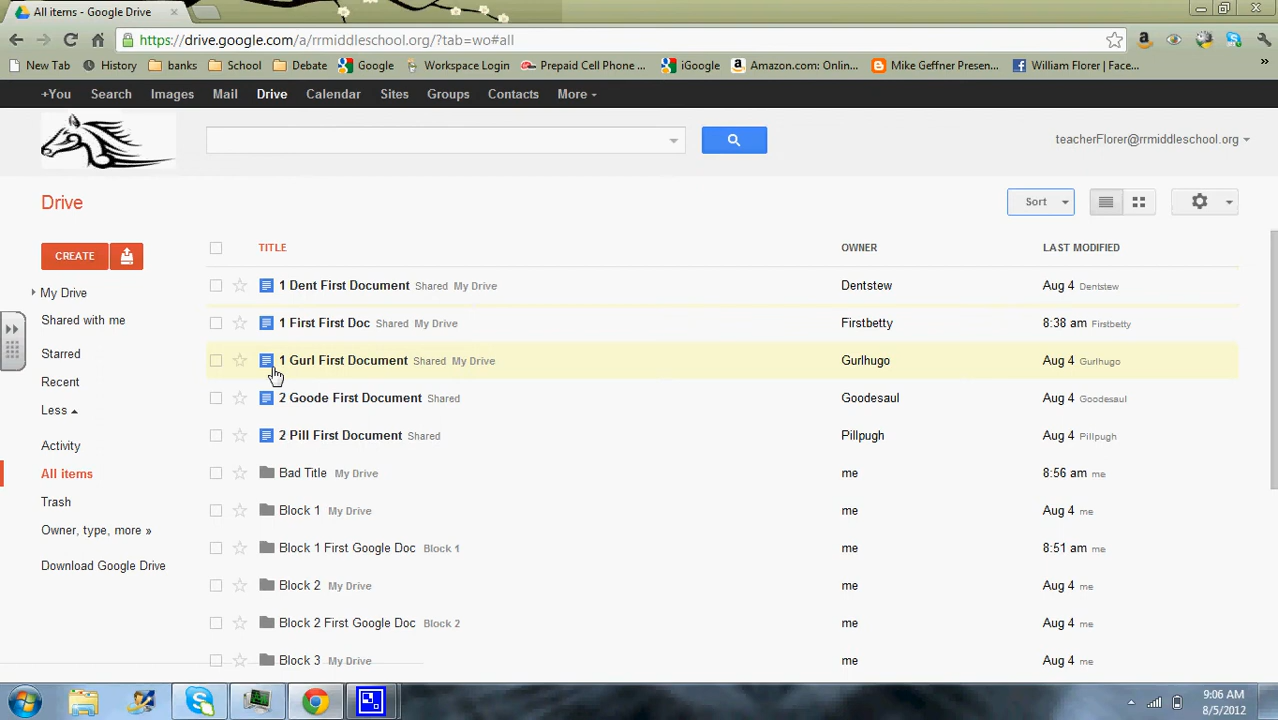 All items - Google Drive
https://drive.google.com/a/rrmiddleschool.org/?tab=wo#all
New Tab History banks School Debate Google Workspace Login Prepaid Cell Phone ... iGoogle Amazon.com: Onlin... Mike Geffner Presen... William Florer | Face... »
+You Search Images Mail Drive Calendar Sites Groups Contacts More
teacherFlorer@rrmiddleschool.org
Drive Sort
CREATE TITLE OWNER LAST MODIFIED
1 Dent First Document Shared My Drive Dentstew Aug 4 Dentstew
My Drive
Shared with me 1 First First Doc Shared My Drive Firstbetty 8:38 am Firstbetty
Starred 1 Gurl First Document Shared My Drive Gurlhugo Aug 4 Gurlhugo
Recent
Less 2 Goode First Document Shared Goodesaul Aug 4 Goodesaul
Activity 2 Pill First Document Shared Pillpugh Aug 4 Pillpugh
All items Bad Title My Drive me 8:56 am me
Trash Block 1 My Drive me Aug 4 me
Owner, type, more »
Block 1 First Google Doc Block 1 me 8:51 am me
Download Google Drive
Block 2 My Drive me Aug 4 me
Block 2 First Google Doc Block 2 me Aug 4 me
Block 3 My Drive me Aug 4 me
9:06 AM
8/5/2012